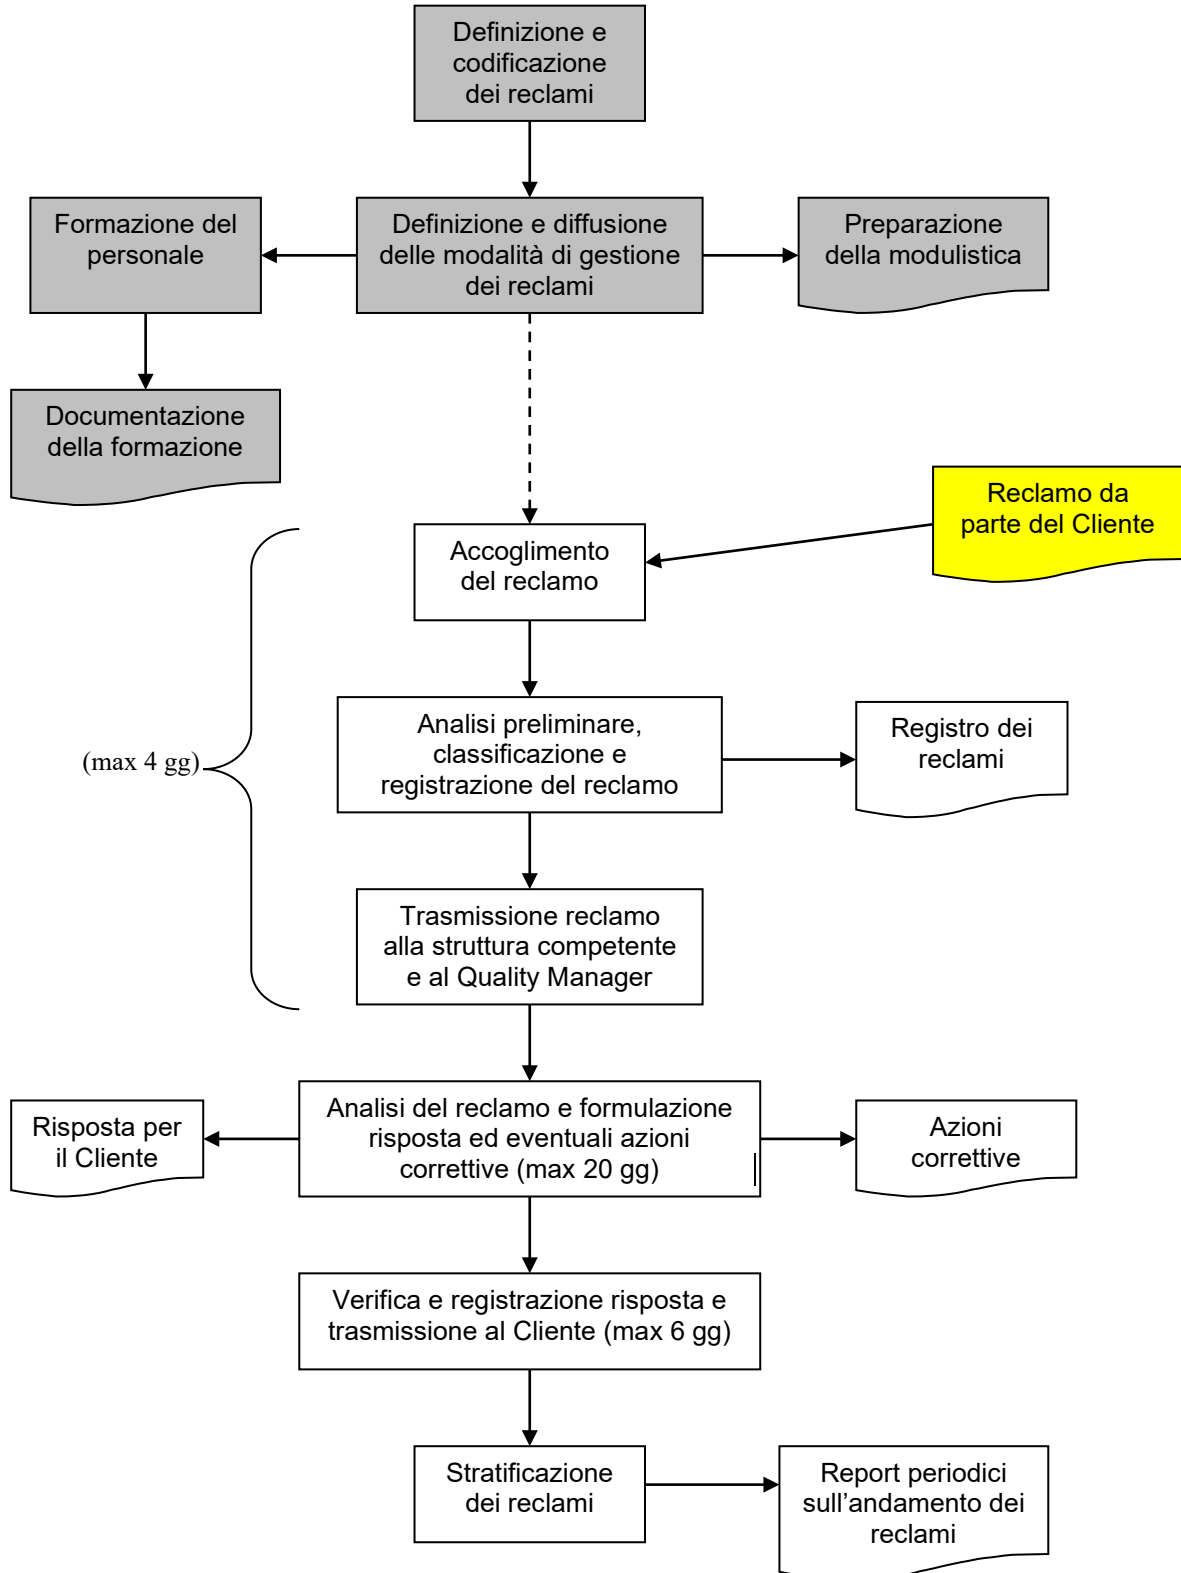 Definizione e
codificazione
dei reclami
Formazione del
personale
Definizione e diffusione
delle modalità di gestione
dei reclami
Preparazione
della modulistica
Documentazione
della formazione
Reclamo da
parte del Cliente
Accoglimento
del reclamo
(max 4 gg)
Analisi preliminare,
classificazione e
registrazione del reclamo
Registro dei
reclami
Trasmissione reclamo
alla struttura competente
e al Quality Manager
Risposta per
il Cliente
Analisi del reclamo e formulazione
risposta ed eventuali azioni
correttive (max 20 gg)
Azioni
correttive
Verifica e registrazione risposta e
trasmissione al Cliente (max 6 gg)
Stratificazione
dei reclami
Report periodici
sull’andamento dei
reclami